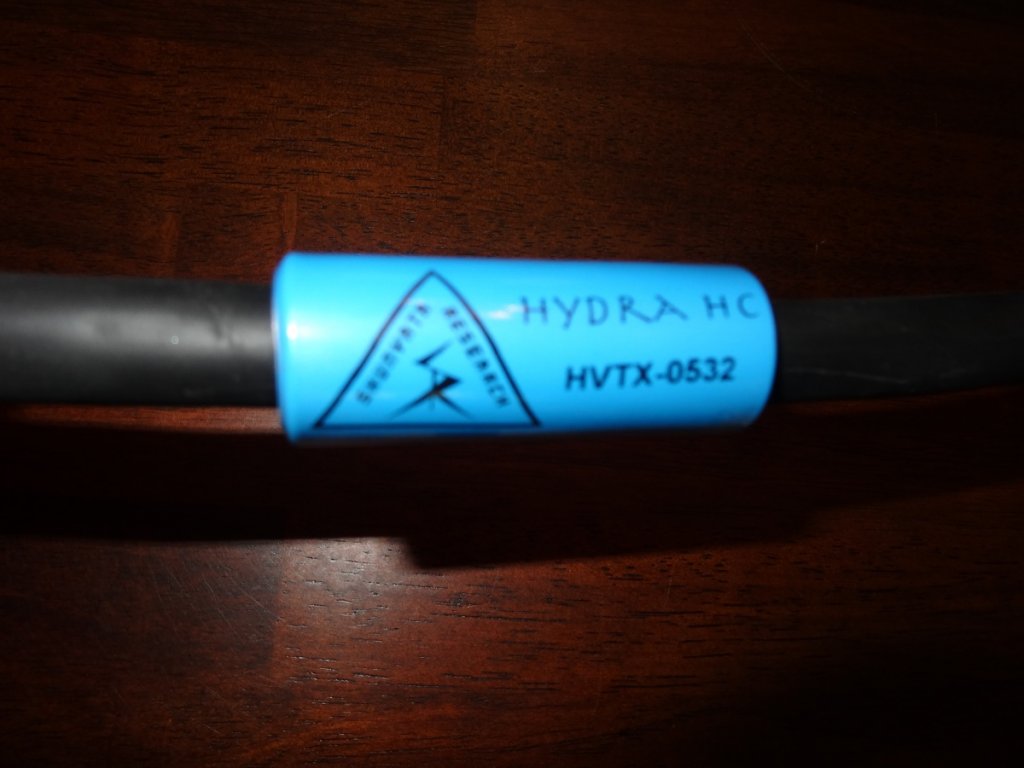 SHUNYATA RESEARCH
HYDRA HC
HVTX-0532